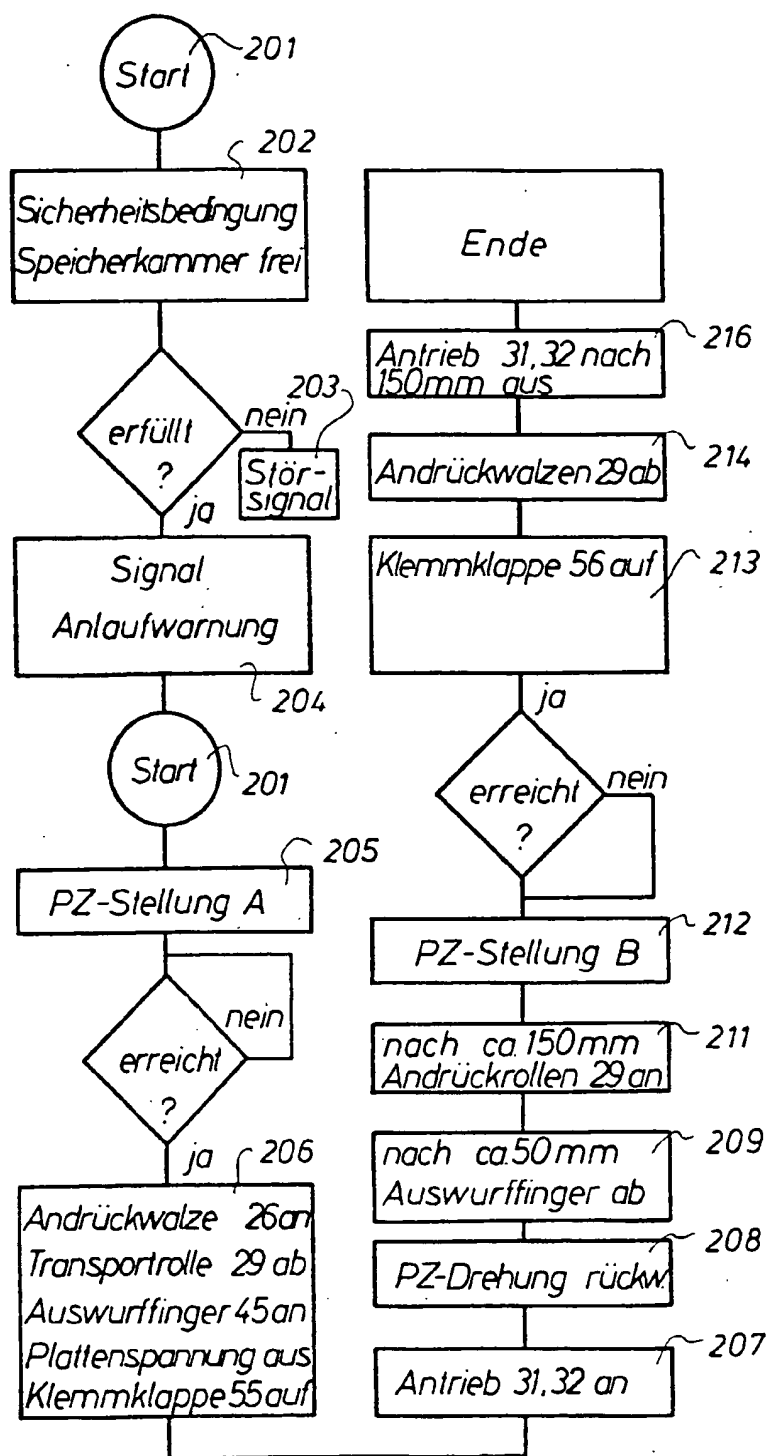 201
Start
202
Sicherheitsbedingung
Speicherkammer frei
erfüllt
?
nein
203
Stör-
signal
ja
Signal
Anlaufwarnung
204
Start
201
205
PZ-Stellung A
nein
erreicht
?
ja
206
Andrückwalze 26 an
Transportrolle 29 ab
Auswurffinger 45 an
Plattenspannung aus
Klemmklappe 55 auf
Ende
216
Antrieb 31, 32 nach
150mm aus
214
Andrückwalzen 29 ab
Klemmklappe 56 auf
213
ja
erreicht
?
nein
212
PZ-Stellung B
211
nach ca. 150mm
Andrückrollen 29 an
209
nach ca. 50mm
Auswurffinger ab
208
PZ-Drehung rückw.
207
Antrieb 31, 32 an